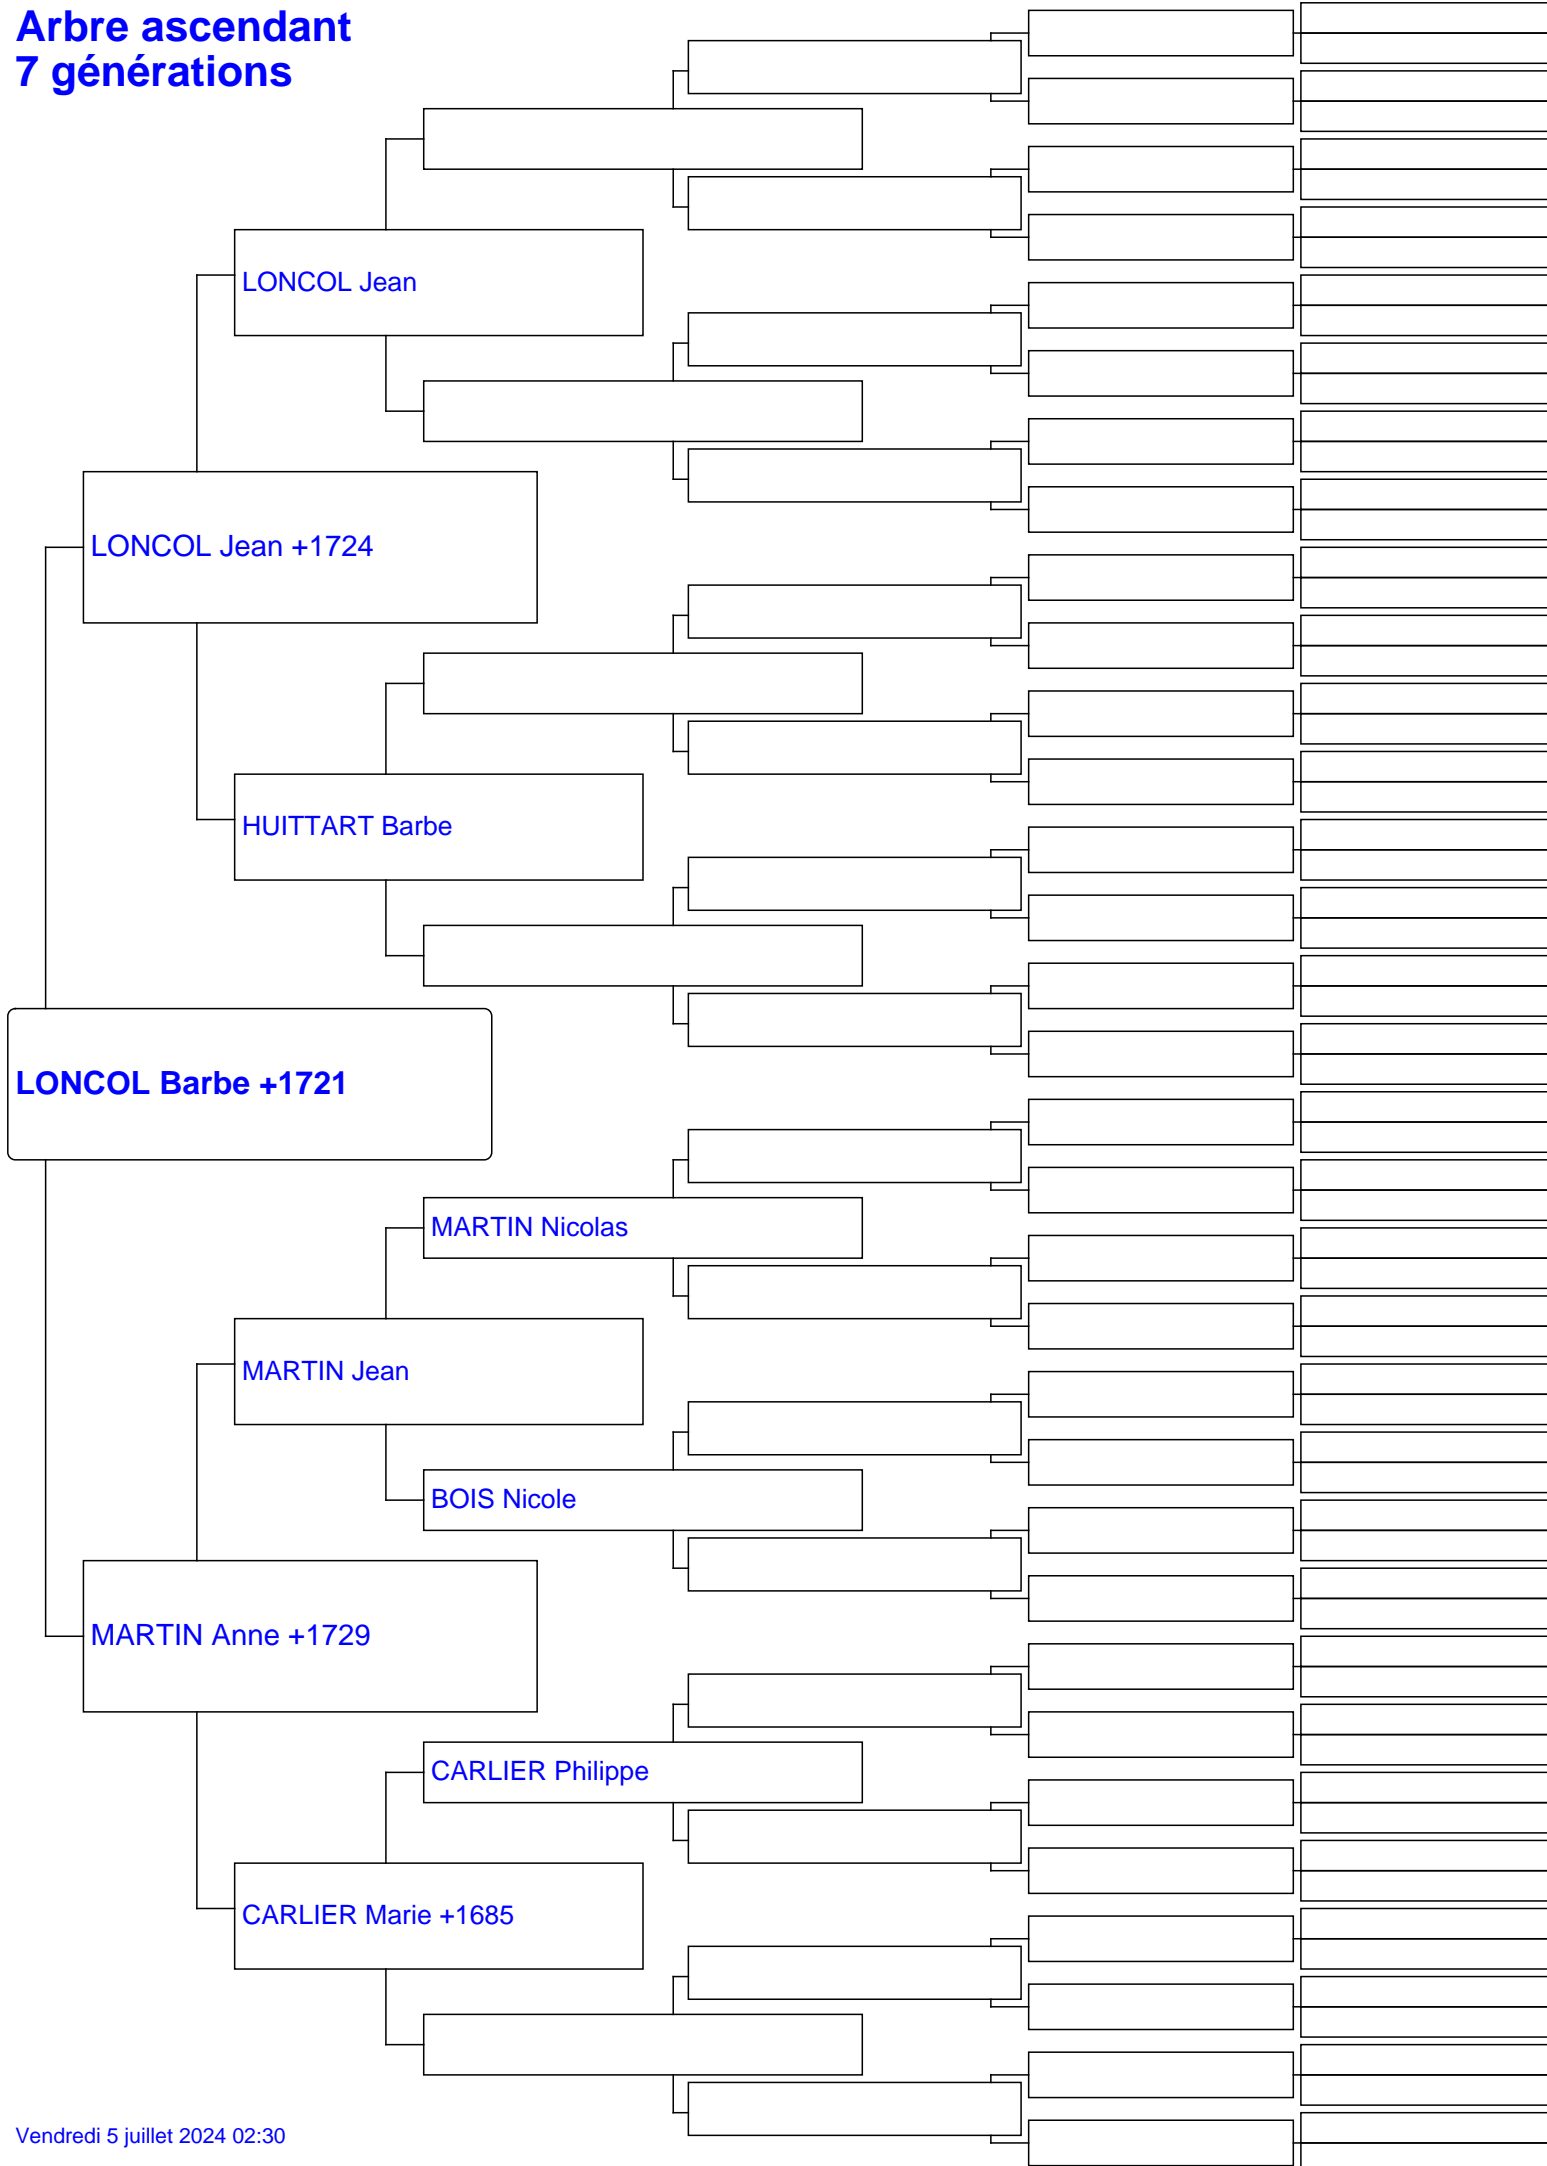 Arbre ascendant
7 générations
LONCOL Jean
LONCOL Jean +1724
HUITTART Barbe
LONCOL Barbe +1721
MARTIN Nicolas
MARTIN Jean
BOIS Nicole
MARTIN Anne +1729
CARLIER Philippe
CARLIER Marie +1685
Vendredi 5 juillet 2024 02:30